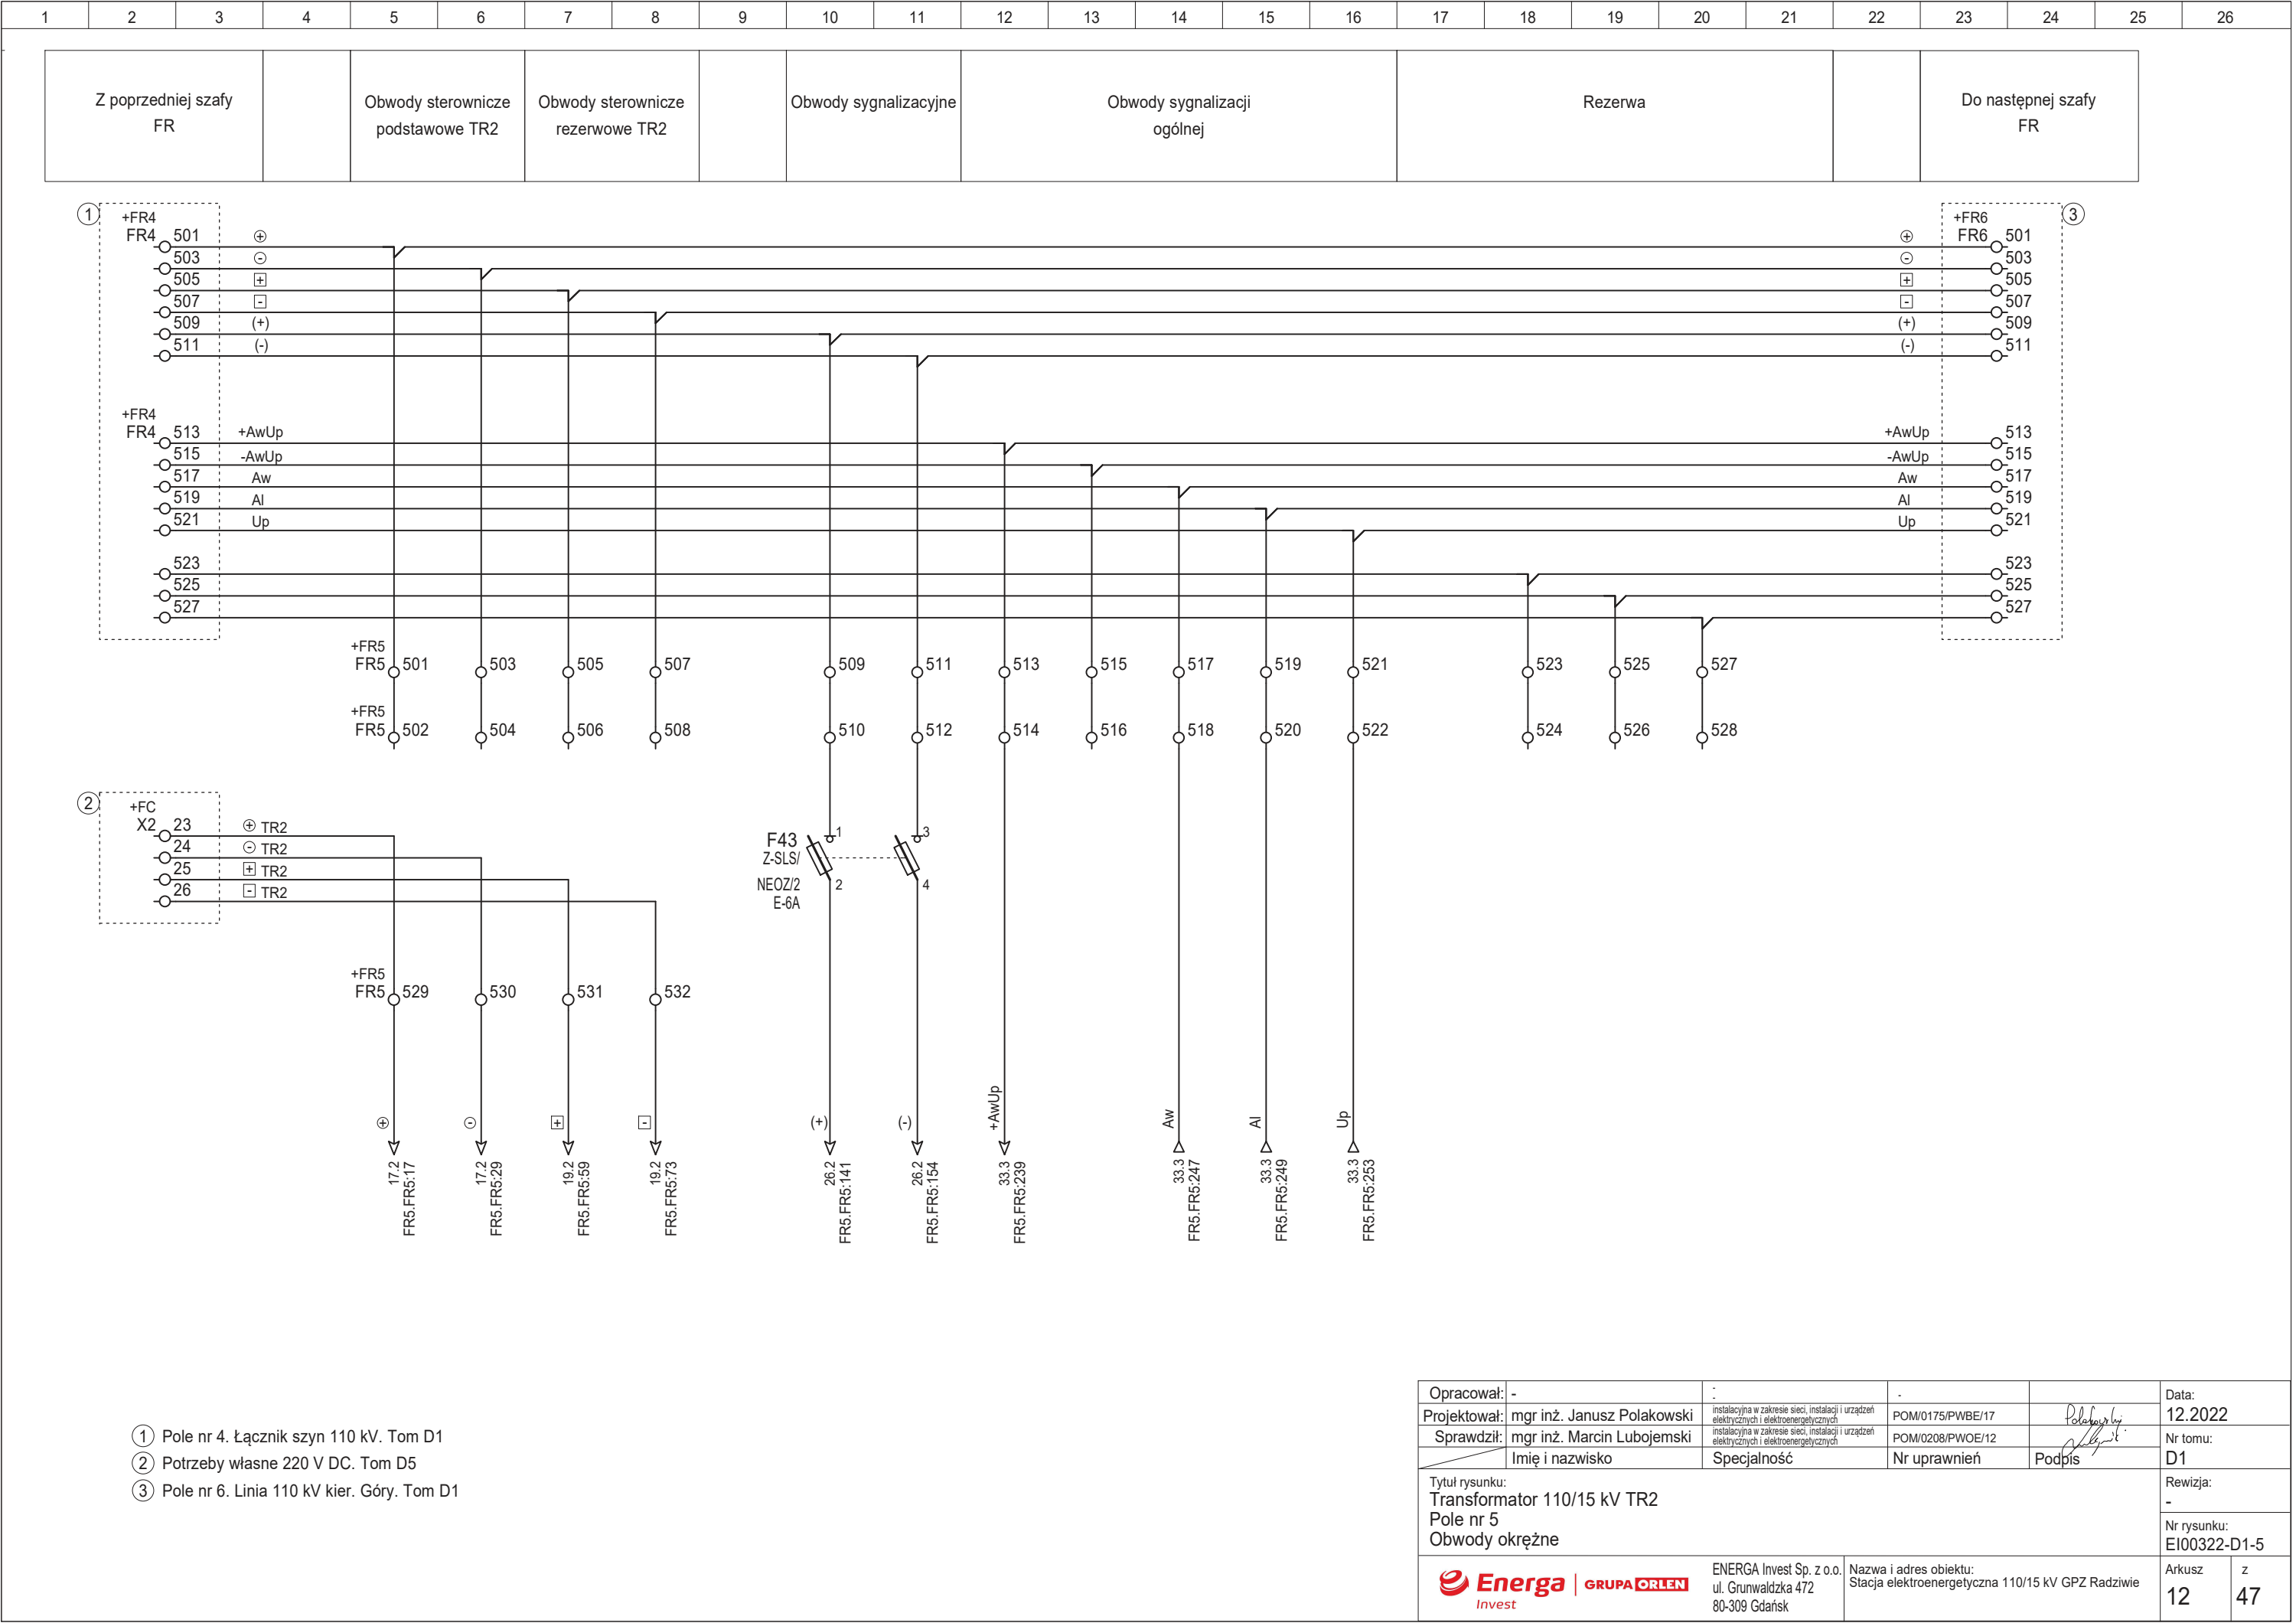 1 2 3 4 5 6 7 8 9 10 11 12 13 14 15 16 17 18 19 20 21 22 23 24 25 26
Z poprzedniej szafy
FR
Obwody sterownicze
podstawowe TR2
Obwody sterownicze
rezerwowe TR2
Obwody sygnalizacyjne
Obwody sygnalizacji
ogólnej
Rezerwa
Do następnej szafy
FR
1
+FR4
FR4 501 +
503 -
505 +
507 -
509 (+)
511 (-)
+FR4
FR4 513 +AwUp
515 -AwUp
517 Aw
519 Al
521 Up
523
525
527
3
+FR6
+ FR6 501
- 503
+ 505
- 507
(+) 509
(-) 511
+AwUp 513
-AwUp 515
Aw 517
Al 519
Up 521
523
525
527
+FR5
FR5 501 503 505 507 509 511 513 515 517 519 521 523 525 527
+FR5
FR5 502 504 506 508 510 512 514 516 518 520 522 524 526 528
2
+FC
X2 23 + TR2
24 - TR2
25 + TR2
26 - TR2
F43
Z-SLS/
NEOZ/2
E-6A
1 3
2 4
+FR5
FR5 529 530 531 532
+ - + - (+) (-) +AwUp Aw Al Up
17.2
FR5.FR5:17
17.2
FR5.FR5:29
19.2
FR5.FR5:59
19.2
FR5.FR5:73
26.2
FR5.FR5:141
26.2
FR5.FR5:154
33.3
FR5.FR5:239
33.3
FR5.FR5:247
33.3
FR5.FR5:249
33.3
FR5.FR5:253
1 Pole nr 4. Łącznik szyn 110 kV. Tom D1
2 Potrzeby własne 220 V DC. Tom D5
3 Pole nr 6. Linia 110 kV kier. Góry. Tom D1
Opracował: - - -
Projektował: mgr inż. Janusz Polakowski instalacyjna w zakresie sieci, instalacji i urządzeń
elektrycznych i elektroenergetycznych POM/0175/PWBE/17
Sprawdził: mgr inż. Marcin Lubojemski instalacyjna w zakresie sieci, instalacji i urządzeń
elektrycznych i elektroenergetycznych POM/0208/PWOE/12
Imię i nazwisko Specjalność Nr uprawnień Podpis
Data:
12.2022
Nr tomu:
D1
Rewizja:
-
Nr rysunku:
EI00322-D1-5
Tytuł rysunku:
Transformator 110/15 kV TR2
Pole nr 5
Obwody okrężne
Energa GRUPA ORLEN
Invest
ENERGA Invest Sp. z o.o.
ul. Grunwaldzka 472
80-309 Gdańsk
Nazwa i adres obiektu:
Stacja elektroenergetyczna 110/15 kV GPZ Radziwie
Arkusz z
12 47